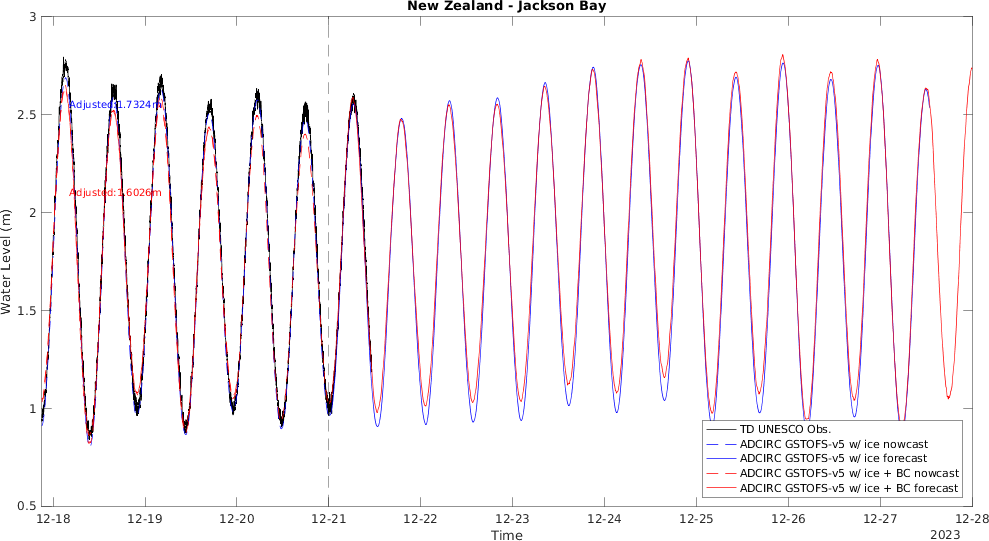 New Zealand - Jackson Bay
3
2.5
2
1.5
1
0.5
Water Level (m)
Adjusted:1.7324m
Adjusted:1.6026m
TD UNESCO Obs.
ADCIRC GSTOFS-v5 w/ ice nowcast
ADCIRC GSTOFS-v5 w/ ice forecast
ADCIRC GSTOFS-v5 w/ ice + BC nowcast
ADCIRC GSTOFS-v5 w/ ice + BC forecast
12-18 12-19 12-20 12-21 12-22 12-23 12-24 12-25 12-26 12-27 12-28
Time
2023